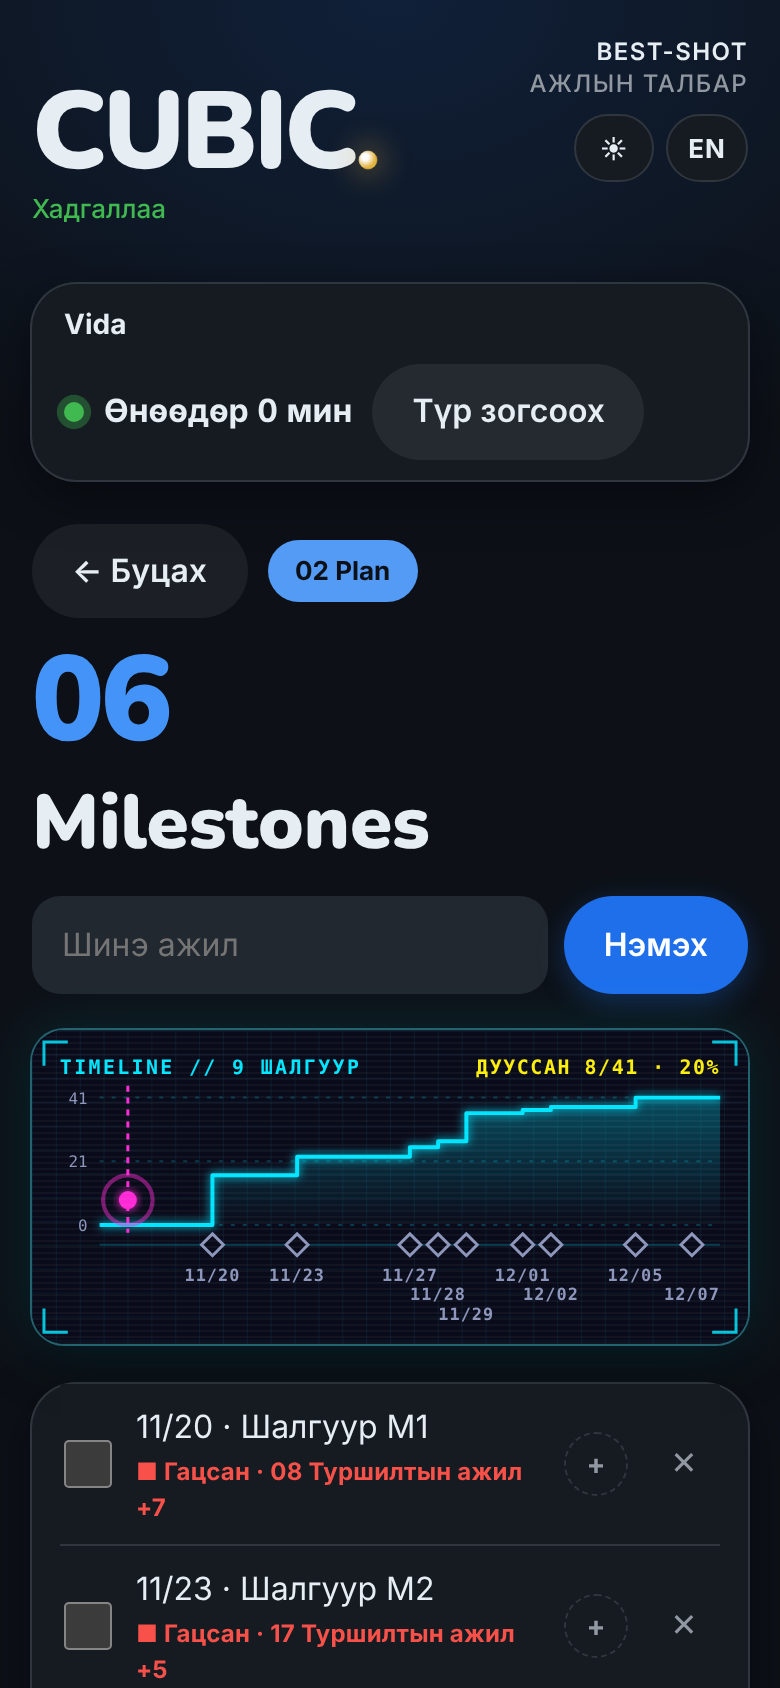 BEST-SHOT
АЖЛЫН ТАЛБАР
CUBIC.
EN
Хадгаллаа
Vida
Өнөөдөр 0 мин
Түр зогсоох
← Буцах
02 Plan
06
Milestones
Шинэ ажил
Нэмэх
TIMELINE // 9 ШАЛГУУР
ДУУССАН 8/41 · 20%
41
21
0
11/20
11/23
11/27
12/01
12/05
11/28
12/02
12/07
11/29
11/20 · Шалгуур M1
Гацсан · 08 Туршилтын ажил
+7
+
×
11/23 · Шалгуур M2
Гацсан · 17 Туршилтын ажил
+5
+
×